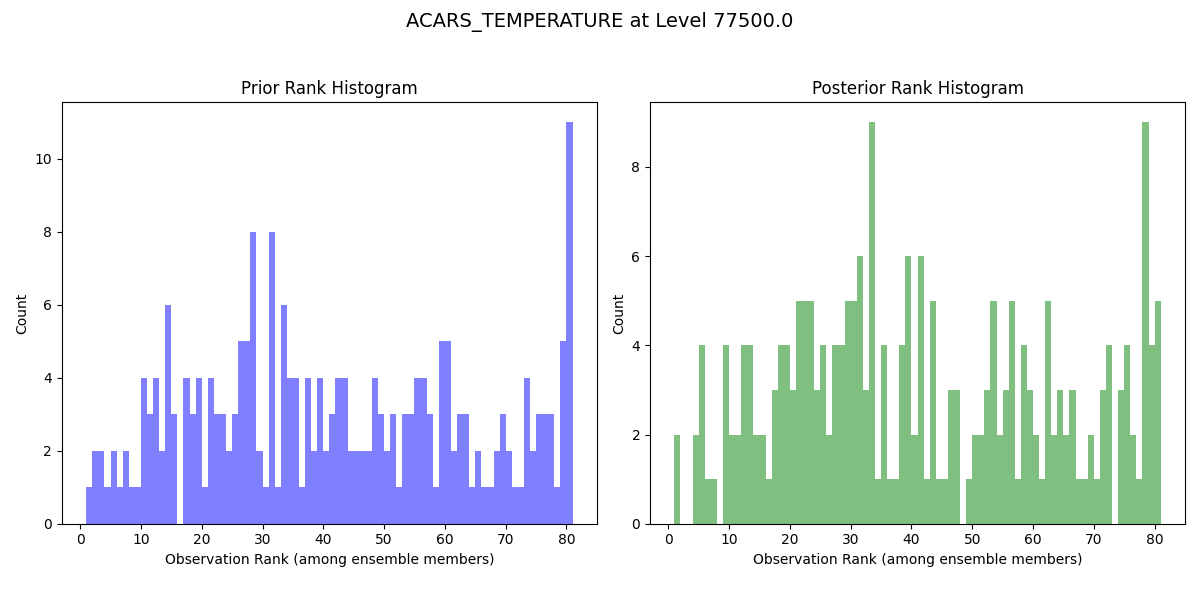 ACARS_TEMPERATURE at Level 77500.0
Prior Rank Histogram
Count
10
8
6
4
2
0
0 10 20 30 40 50 60 70 80
Observation Rank (among ensemble members)
Posterior Rank Histogram
Count
8
6
4
2
0
0 10 20 30 40 50 60 70 80
Observation Rank (among ensemble members)